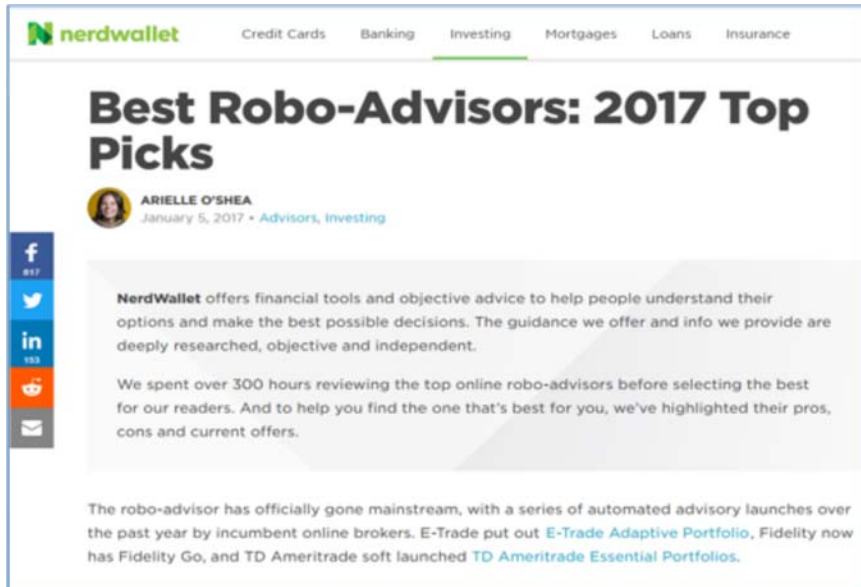 nerdwallet
Credit Cards Banking Investing Mortgages Loans Insurance
Best Robo-Advisors: 2017 Top
Picks
ARIELLE O'SHEA
January 5, 2017 • Advisors, Investing
f
817
in
153
NerdWallet offers financial tools and objective advice to help people understand their
options and make the best possible decisions. The guidance we offer and info we provide are
deeply researched, objective and independent.
We spent over 300 hours reviewing the top online robo-advisors before selecting the best
for our readers. And to help you find the one that's best for you, we've highlighted their pros,
cons and current offers.
The robo-advisor has officially gone mainstream, with a series of automated advisory launches over
the past year by incumbent online brokers. E-Trade put out E-Trade Adaptive Portfolio, Fidelity now
has Fidelity Go, and TD Ameritrade soft launched TD Ameritrade Essential Portfolios.